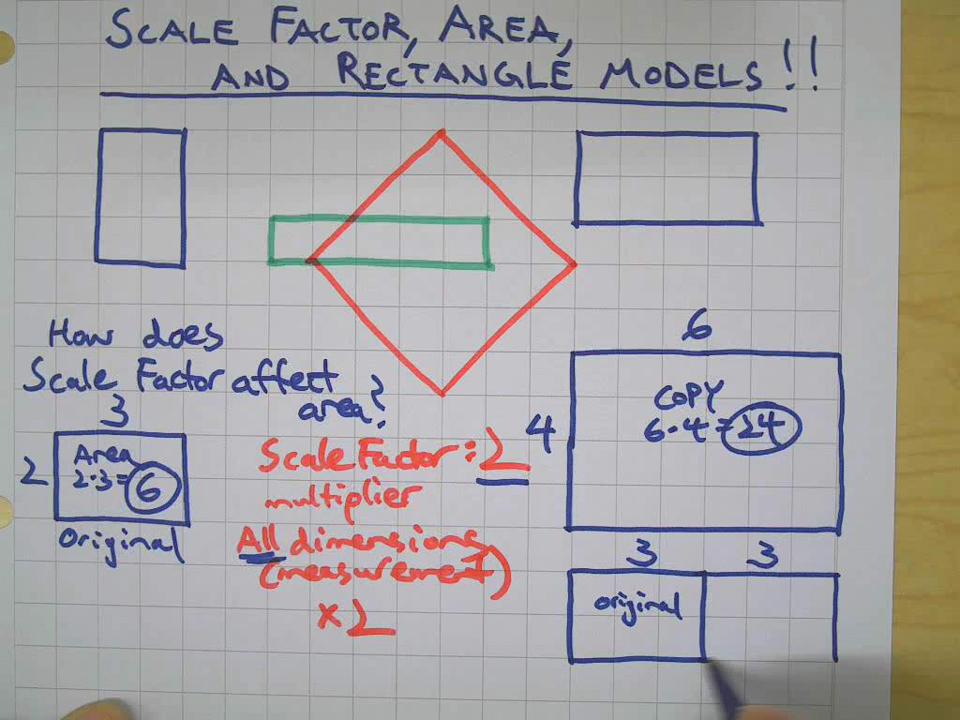 SCALE FACTOR, AREA,
AND RECTANGLE MODELS!!
How does
Scale Factor affect
area?
3
2
Area
2·3=6
Original
Scale Factor: 2
multiplier
All dimensions
(measurement)
x2
6
4
COPY
6·4=24
3 3
original